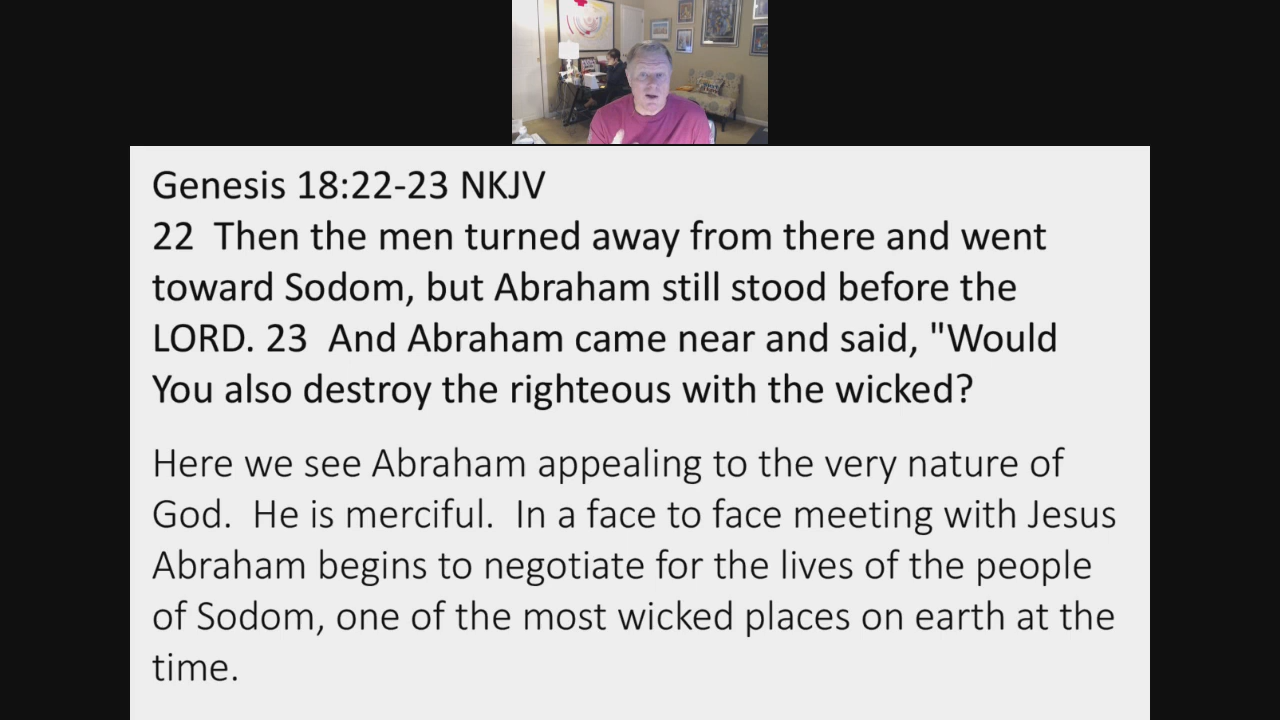 Genesis 18:22-23 NKJV
22  Then the men turned away from there and went
toward Sodom, but Abraham still stood before the
LORD. 23  And Abraham came near and said, "Would
You also destroy the righteous with the wicked?
Here we see Abraham appealing to the very nature of
God.  He is merciful.  In a face to face meeting with Jesus
Abraham begins to negotiate for the lives of the people
of Sodom, one of the most wicked places on earth at the
time.